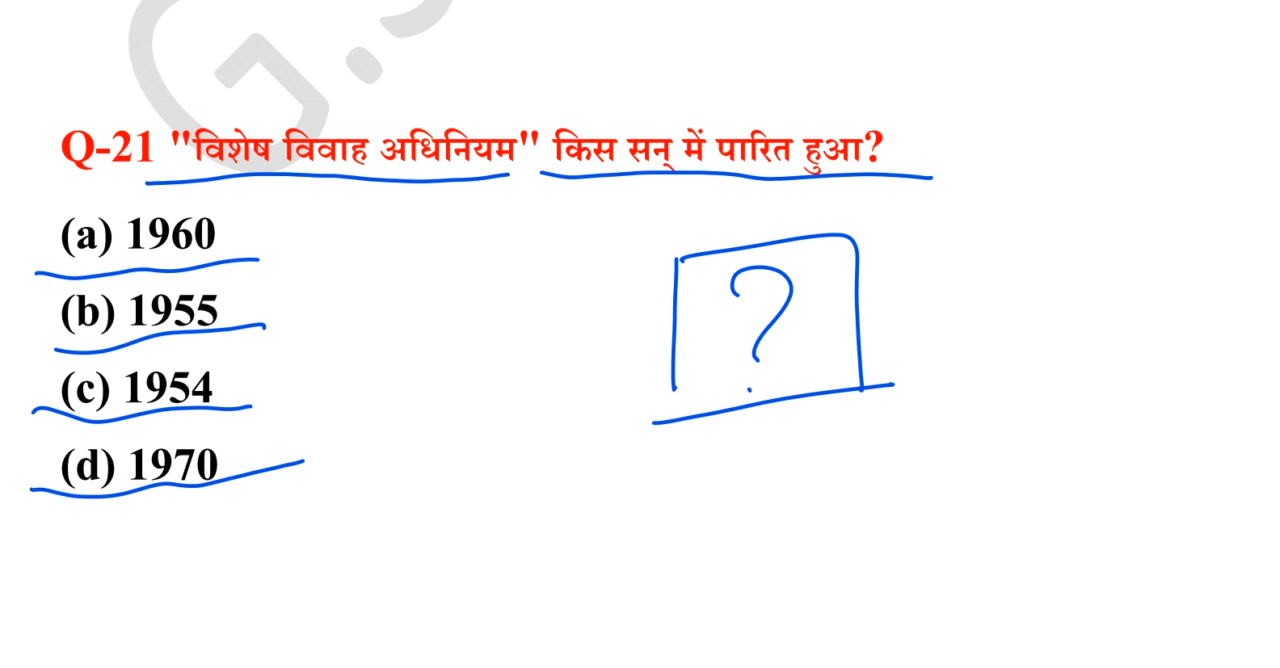 G.
Q-21 "विशेष विवाह अधिनियम" किस सन् में पारित हुआ?
(a) 1960
?
(b) 1955
(c) 1954
(d) 1970